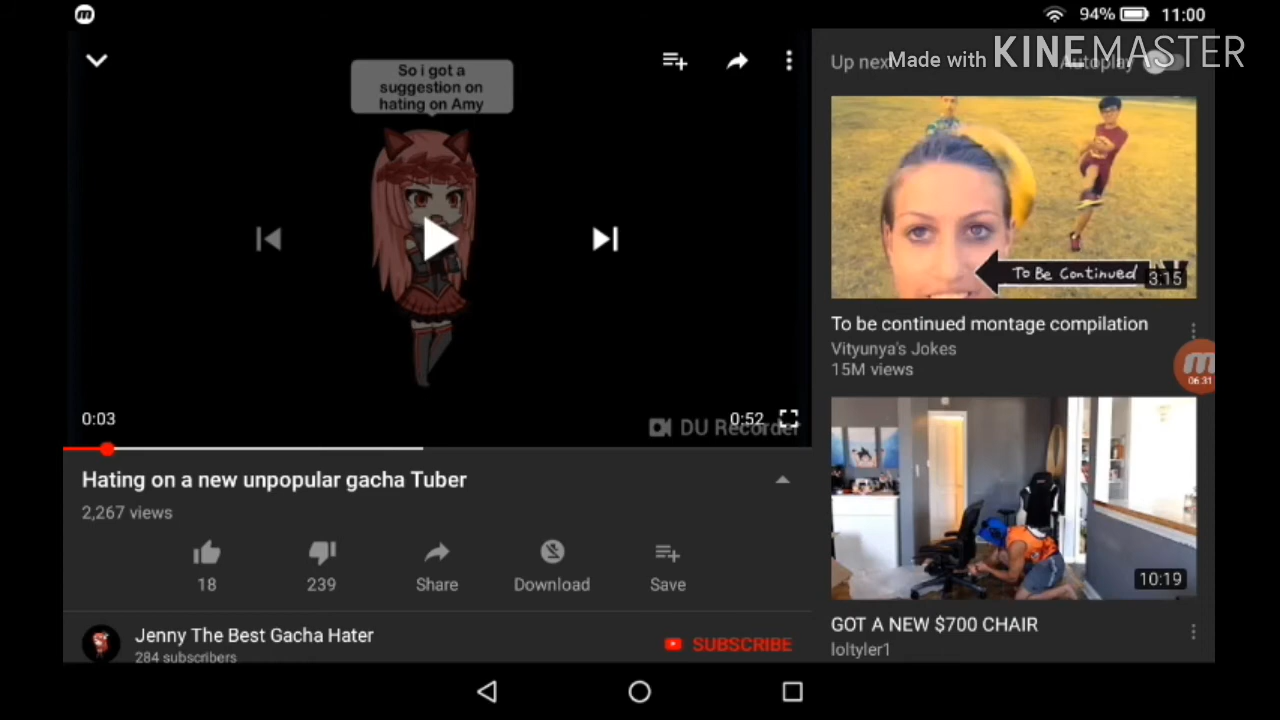 94% 11:00
Made with KINEMASTER
Up next Autoplay
So i got a
suggestion on
hating on Amy
0:03
0:52
DU Recorder
Hating on a new unpopular gacha Tuber
2,267 views
18
239
Share
Download
Save
Jenny The Best Gacha Hater
284 subscribers
SUBSCRIBE
To Be Continued
3:15
To be continued montage compilation
Vityunya's Jokes
15M views
06:31
10:19
GOT A NEW $700 CHAIR
loltyler1